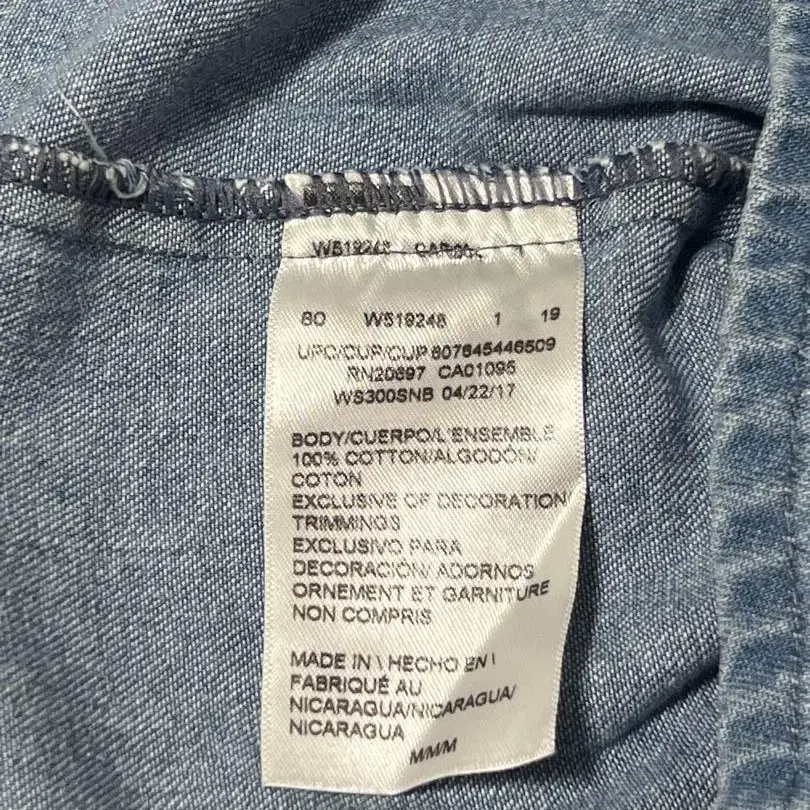 80 WS19248 1 19
UPC/CUP/CUP 607645446509
RN20697 CA01095
WS300SNB 04/22/17
BODY/CUERPO/L'ENSEMBLE
100% COTTON/ALGODÓN/
COTON
EXCLUSIVE OF DECORATION/
TRIMMINGS
EXCLUSIVO PARA
DECORACIÓN/ ADORNOS
ORNEMENT ET GARNITURE
NON COMPRIS
MADE IN \ HECHO EN \
FABRIQUÉ AU
NICARAGUA/NICARAGUA/
NICARAGUA
M/M/M